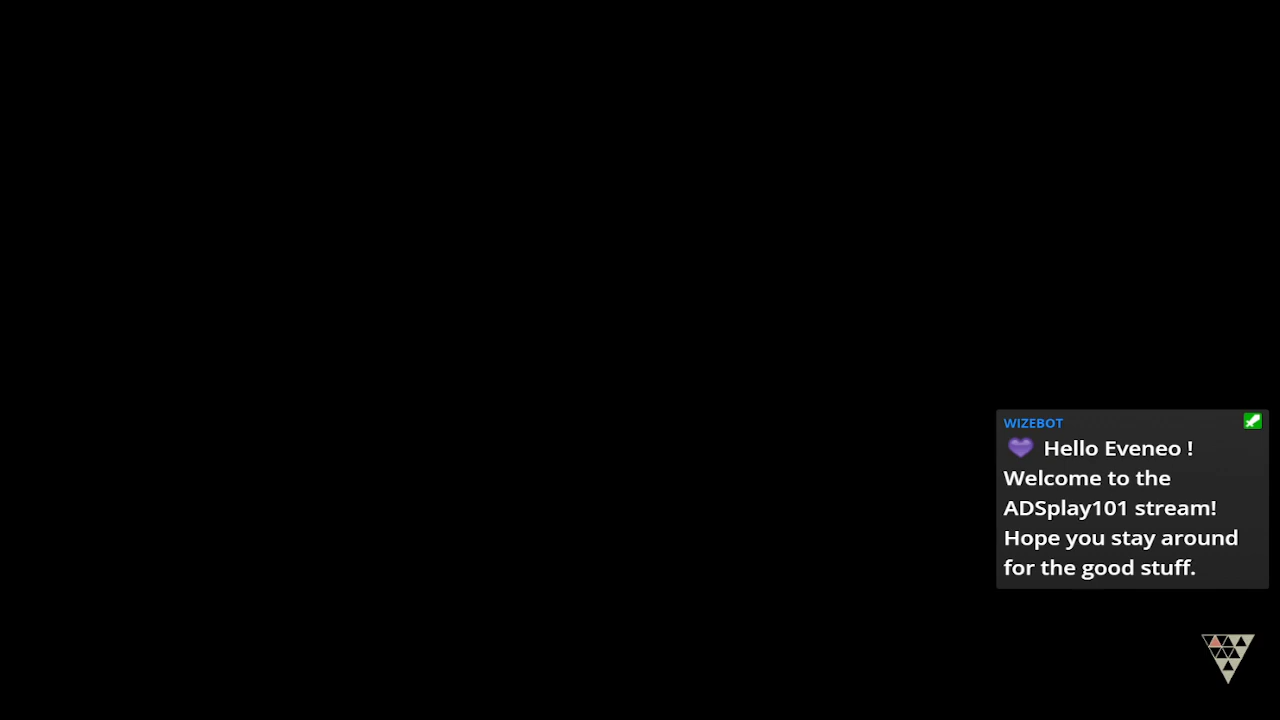 WIZEBOT
💜 Hello Eveneo !
Welcome to the
ADSplay101 stream!
Hope you stay around
for the good stuff.